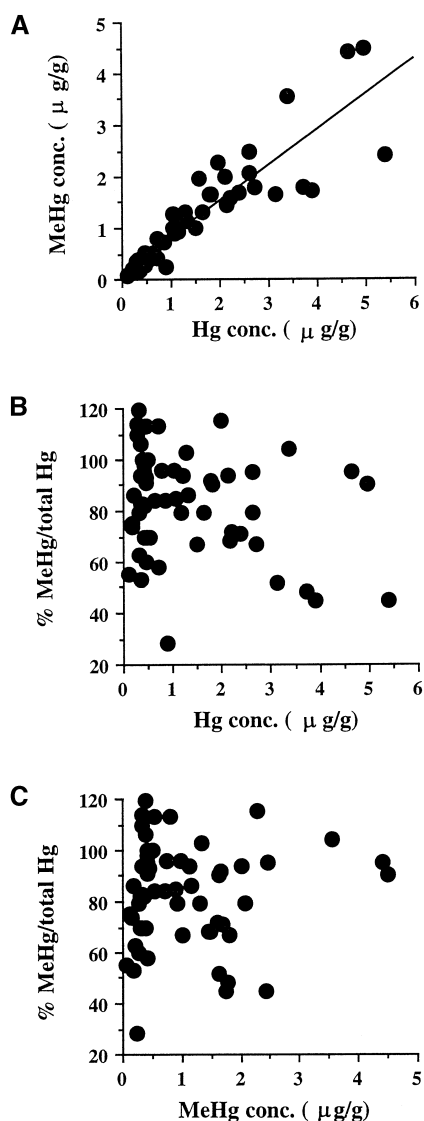 A
MeHg conc. ( μ g/g)
5
4
3
2
1
0
0 1 2 3 4 5 6
Hg conc. ( μ g/g)
B
% MeHg/total Hg
120
100
80
60
40
20
0 1 2 3 4 5 6
Hg conc. ( μ g/g)
C
% MeHg/total Hg
120
100
80
60
40
20
0 1 2 3 4 5
MeHg conc. ( μg/g)